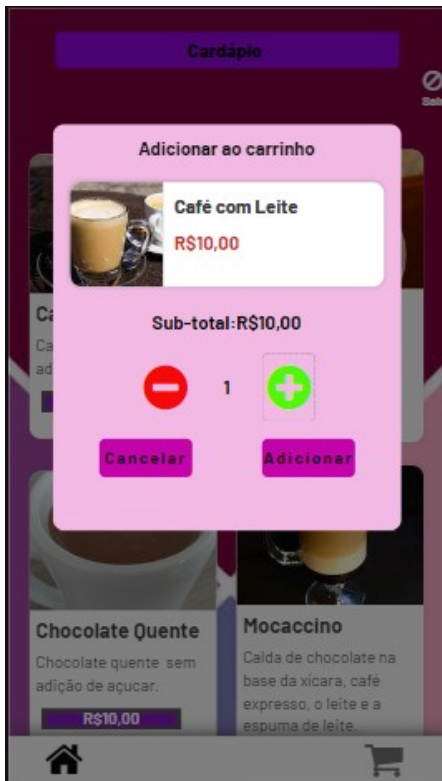 Cardápio
Adicionar ao carrinho
Café com Leite
R$10,00
Sub-total:R$10,00
1
Cancelar
Adicionar
Chocolate Quente
Chocolate quente sem
adição de açucar.
R$10,00
Mocaccino
Calda de chocolate na
base da xícara, café
expresso, o leite e a
espuma de leite.